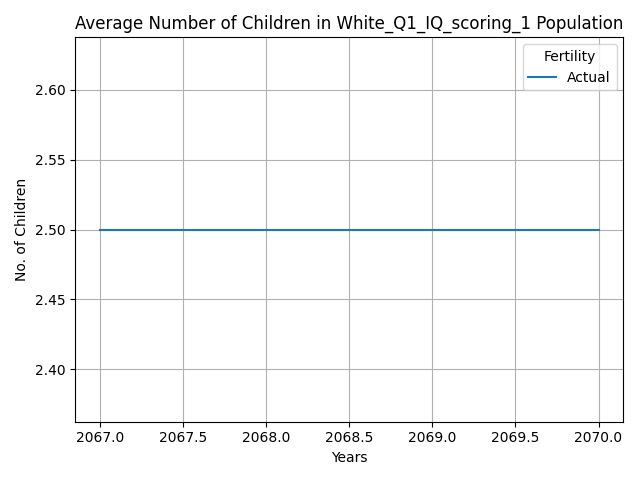 Average Number of Children in White_Q1_IQ_scoring_1 Population
Fertility
Actual
No. of Children
2.60
2.55
2.50
2.45
2.40
2067.0 2067.5 2068.0 2068.5 2069.0 2069.5 2070.0
Years